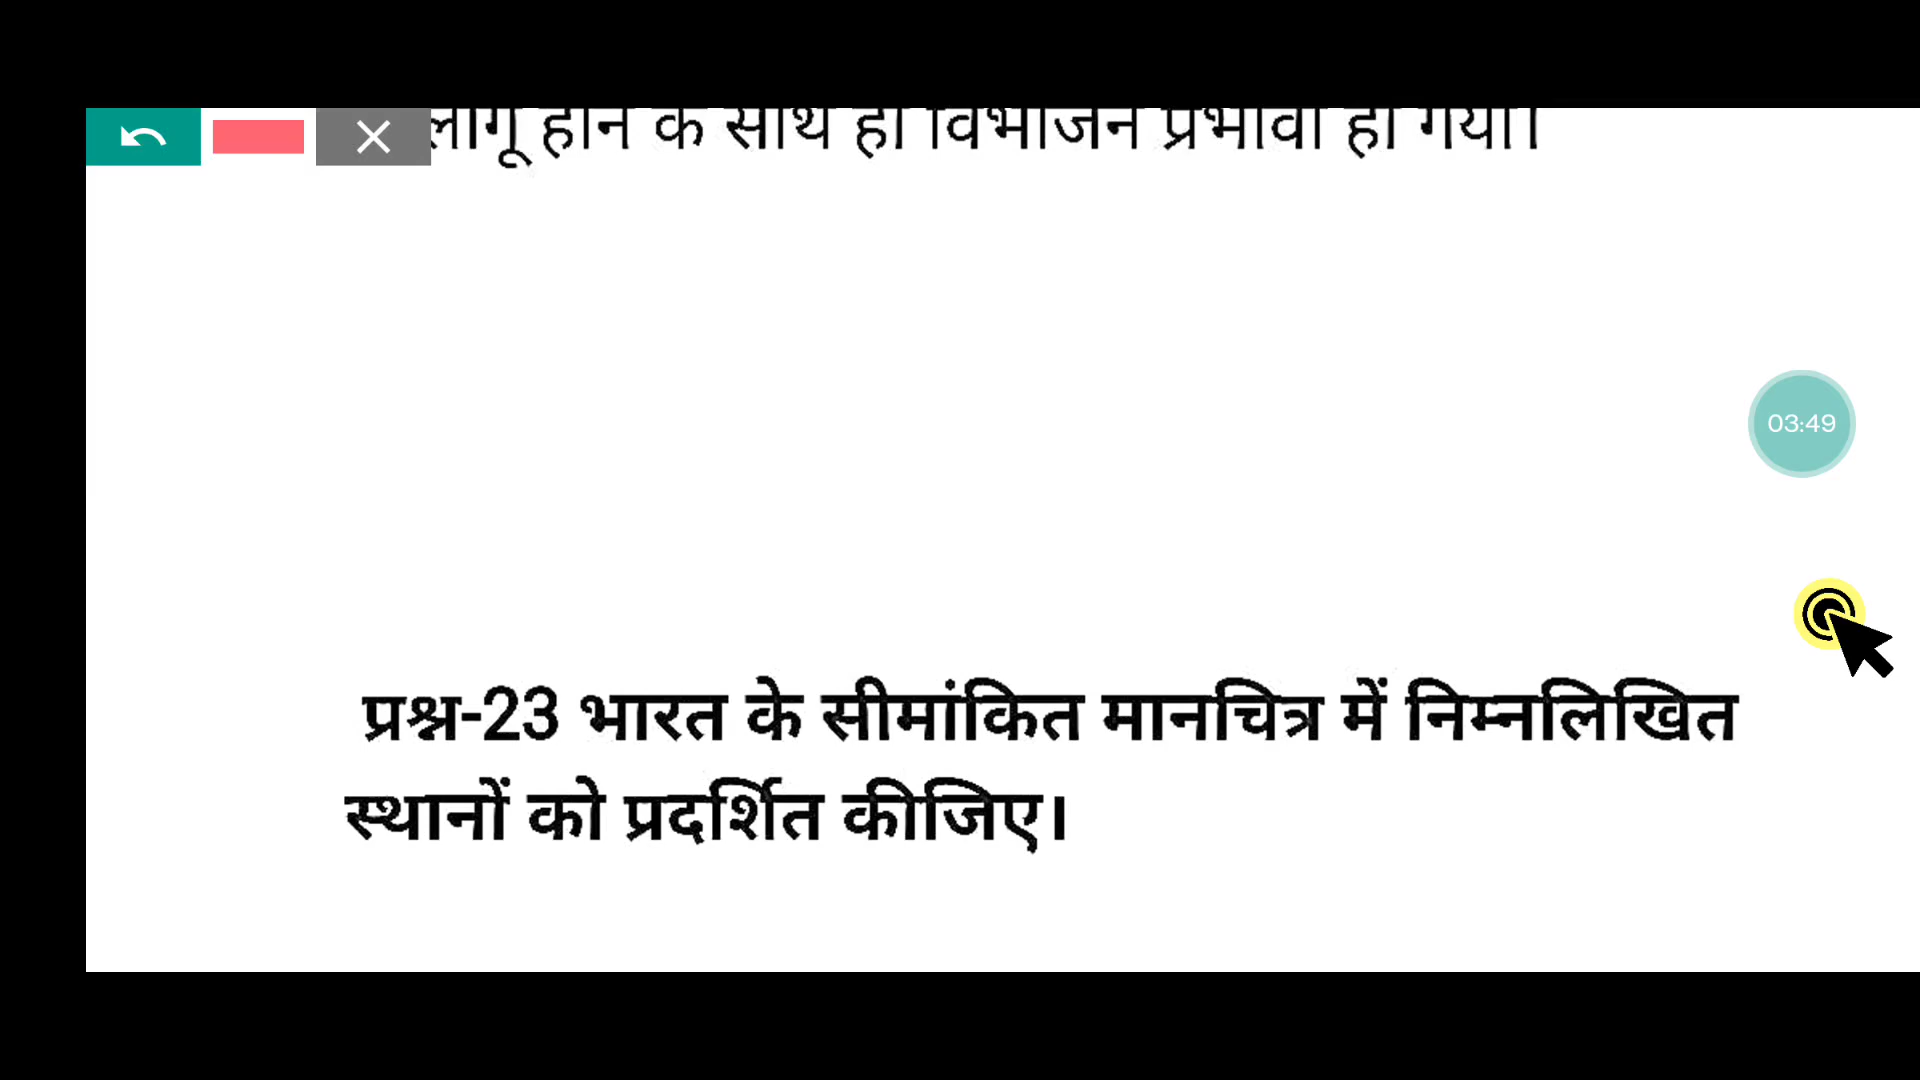 लागू होने के साथ ही विभाजन प्रभावी हो गया।
03:49
प्रश्न-23 भारत के सीमांकित मानचित्र में निम्नलिखित
स्थानों को प्रदर्शित कीजिए।